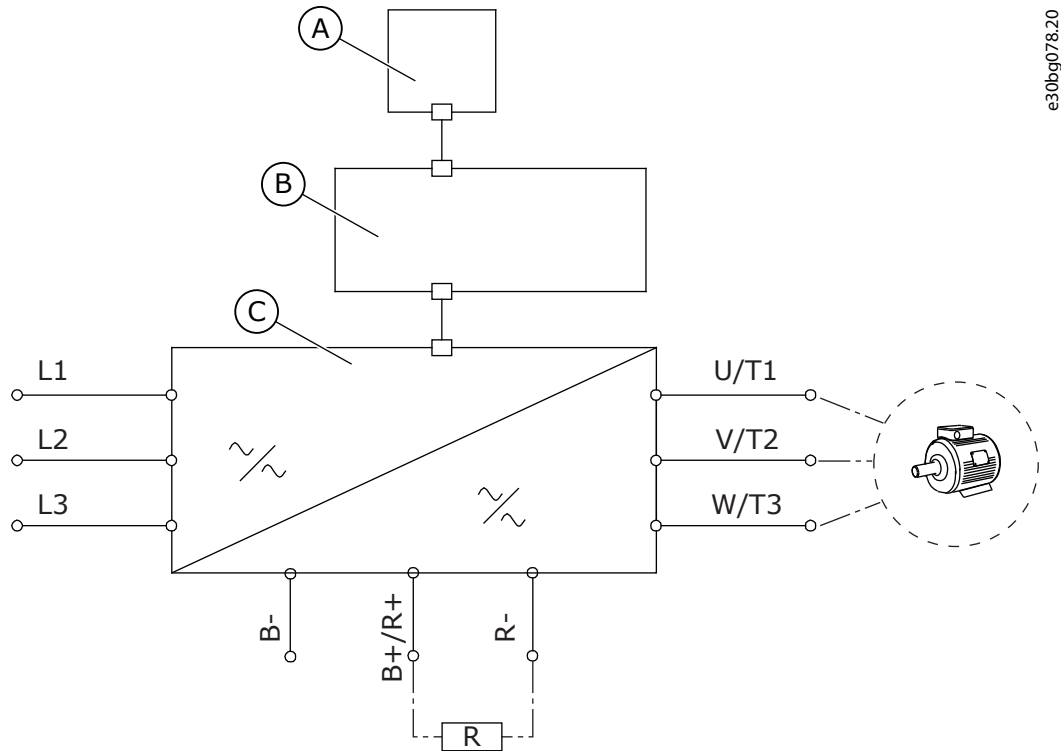 A
e30bg078.20
B
C
L1
U/T1
L2
V/T2
L3
W/T3
B-
B+/R+
R-
R